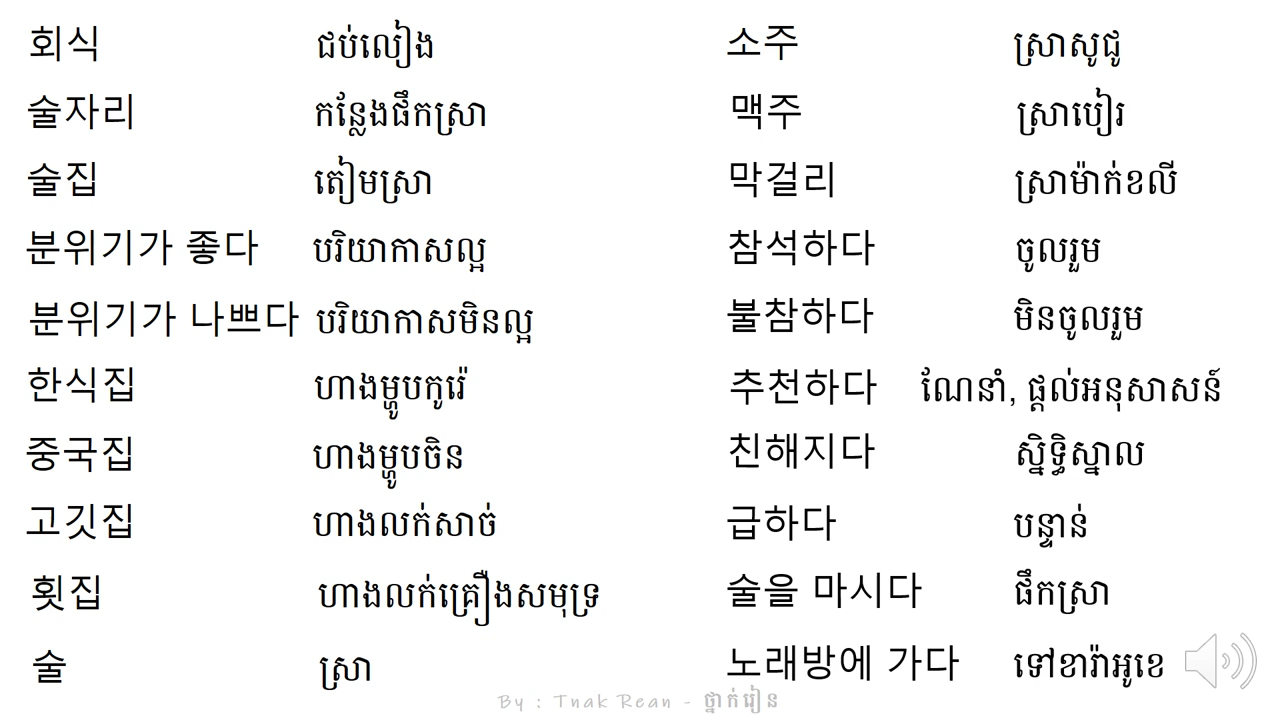 회식 ជប់លៀង
술자리 កន្លែងផឹកស្រា
술집 តៀមស្រា
분위기가 좋다 បរិយាកាសល្អ
분위기가 나쁘다 បរិយាកាសមិនល្អ
한식집 ហាងម្ហូបកូរ៉េ
중국집 ហាងម្ហូបចិន
고깃집 ហាងលក់សាច់
횟집 ហាងលក់គ្រឿងសមុទ្រ
술 ស្រា
소주 ស្រាសូជូ
맥주 ស្រាបៀរ
막걸리 ស្រាម៉ាក់ខលី
참석하다 ចូលរួម
불참하다 មិនចូលរួម
추천하다 ណែនាំ, ផ្តល់អនុសាសន៍
친해지다 ស្និទ្ធិស្នាល
급하다 បន្ទាន់
술을 마시다 ផឹកស្រា
노래방에 가다 ទៅខារ៉ាអូខេ
By : Tnak Rean - ថ្នាក់រៀន